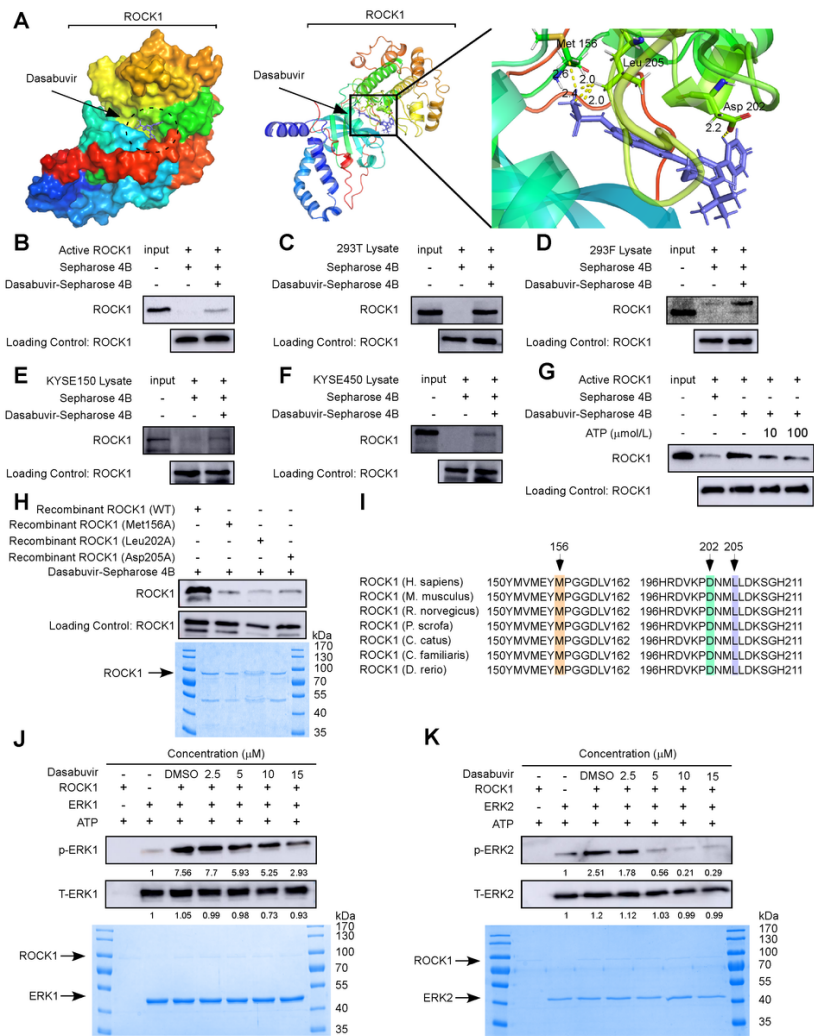 A
ROCK1
ROCK1
Dasabuvir
Dasabuvir
Met 156
Leu 205
Asp 202
2.6
2.0
2.4
2.0
2.2
B
Active ROCK1 input + +
Sepharose 4B - + +
Dasabuvir-Sepharose 4B - - +
ROCK1
Loading Control: ROCK1
C
293T Lysate input + +
Sepharose 4B - + +
Dasabuvir-Sepharose 4B - - +
ROCK1
Loading Control: ROCK1
D
293F Lysate input + +
Sepharose 4B - + +
Dasabuvir-Sepharose 4B - - +
ROCK1
Loading Control: ROCK1
E
KYSE150 Lysate input + +
Sepharose 4B - + +
Dasabuvir-Sepharose 4B - - +
ROCK1
Loading Control: ROCK1
F
KYSE450 Lysate input + +
Sepharose 4B - + +
Dasabuvir-Sepharose 4B - - +
ROCK1
Loading Control: ROCK1
G
Active ROCK1 input + + + +
Sepharose 4B - + - - -
Dasabuvir-Sepharose 4B - - + + +
ATP (μmol/L) - - - 10 100
ROCK1
Loading Control: ROCK1
H
Recombinant ROCK1 (WT) + - - -
Recombinant ROCK1 (Met156A) - + - -
Recombinant ROCK1 (Leu202A) - - + -
Recombinant ROCK1 (Asp205A) - - - +
Dasabuvir-Sepharose 4B + + + +
ROCK1
Loading Control: ROCK1
kDa
170
130
100
ROCK1
70
55
40
35
I
156 202 205
ROCK1 (H. sapiens) 150YMVMEYMPGGDLV162 196HRDVKPDNMLLDKSGH211
ROCK1 (M. musculus) 150YMVMEYMPGGDLV162 196HRDVKPDNMLLDKSGH211
ROCK1 (R. norvegicus) 150YMVMEYMPGGDLV162 196HRDVKPDNMLLDKSGH211
ROCK1 (P. scrofa) 150YMVMEYMPGGDLV162 196HRDVKPDNMLLDKSGH211
ROCK1 (C. catus) 150YMVMEYMPGGDLV162 196HRDVKPDNMLLDKSGH211
ROCK1 (C. familiaris) 150YMVMEYMPGGDLV162 196HRDVKPDNMLLDKSGH211
ROCK1 (D. rerio) 150YMVMEYMPGGDLV162 196HRDVKPDNMLLDKSGH211
J
Concentration (μM)
Dasabuvir - - DMSO 2.5 5 10 15
ROCK1 + - + + + + +
ERK1 - + + + + + +
ATP + + + + + + +
p-ERK1
1 7.56 7.7 5.93 5.25 2.93
T-ERK1
1 1.05 0.99 0.98 0.73 0.93
kDa
170
130
ROCK1
100
70
55
ERK1
40
35
K
Concentration (μM)
Dasabuvir - - DMSO 2.5 5 10 15
ROCK1 + - + + + + +
ERK2 - + + + + + +
ATP + + + + + + +
p-ERK2
1 2.51 1.78 0.56 0.21 0.29
T-ERK2
1 1.2 1.12 1.03 0.99 0.99
kDa
170
130
100
ROCK1
70
55
ERK2
40
35